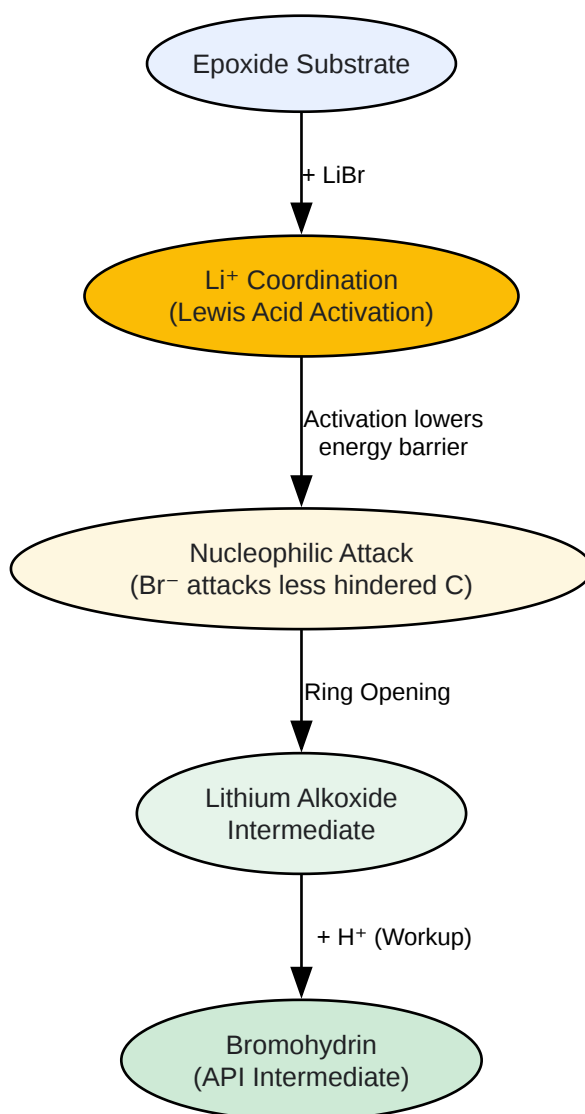 Epoxide Substrate
+ LiBr
Li⁺ Coordination
(Lewis Acid Activation)
Activation lowers
energy barrier
Nucleophilic Attack
(Br⁻ attacks less hindered C)
Ring Opening
Lithium Alkoxide
Intermediate
+ H⁺ (Workup)
Bromohydrin
(API Intermediate)